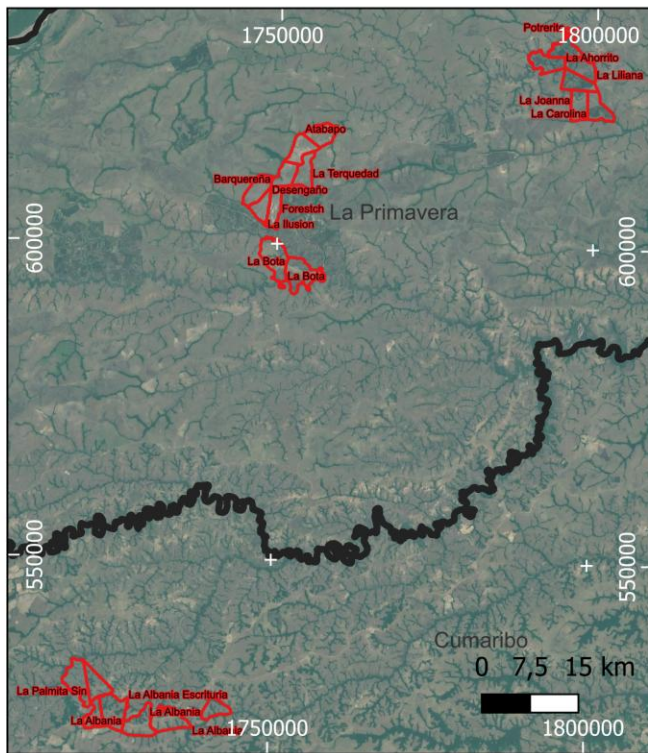 1750000
1800000
Potrerito
La Ahorrito
La Liliana
La Joanna
La Carolina
Atabapo
La Terquedad
Barquereña
Desengaño
Forestch
La Primavera
La Ilusion
600000
600000
La Bota
La Bota
550000
550000
Cumaribo
0 7,5 15 km
La Palmita Sin
La Albania Escrituria
La Albania
La Albania
La Albania
1750000
1800000